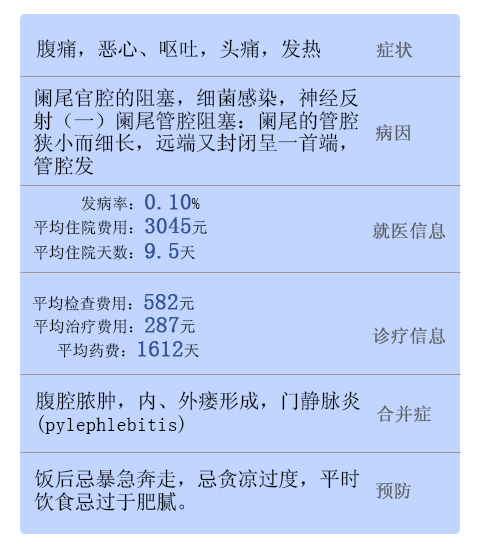 腹痛，恶心、呕吐，头痛，发热
症状
阑尾官腔的阻塞，细菌感染，神经反
射（一）阑尾管腔阻塞：阑尾的管腔
狭小而细长，远端又封闭呈一首端，
管腔发
病因
发病率：0.10%
平均住院费用：3045元
平均住院天数：9.5天
就医信息
平均检查费用：582元
平均治疗费用：287元
平均药费：1612天
诊疗信息
腹腔脓肿，内、外瘘形成，门静脉炎
(pylephlebitis)
合并症
饭后忌暴急奔走，忌贪凉过度，平时
饮食忌过于肥腻。
预防